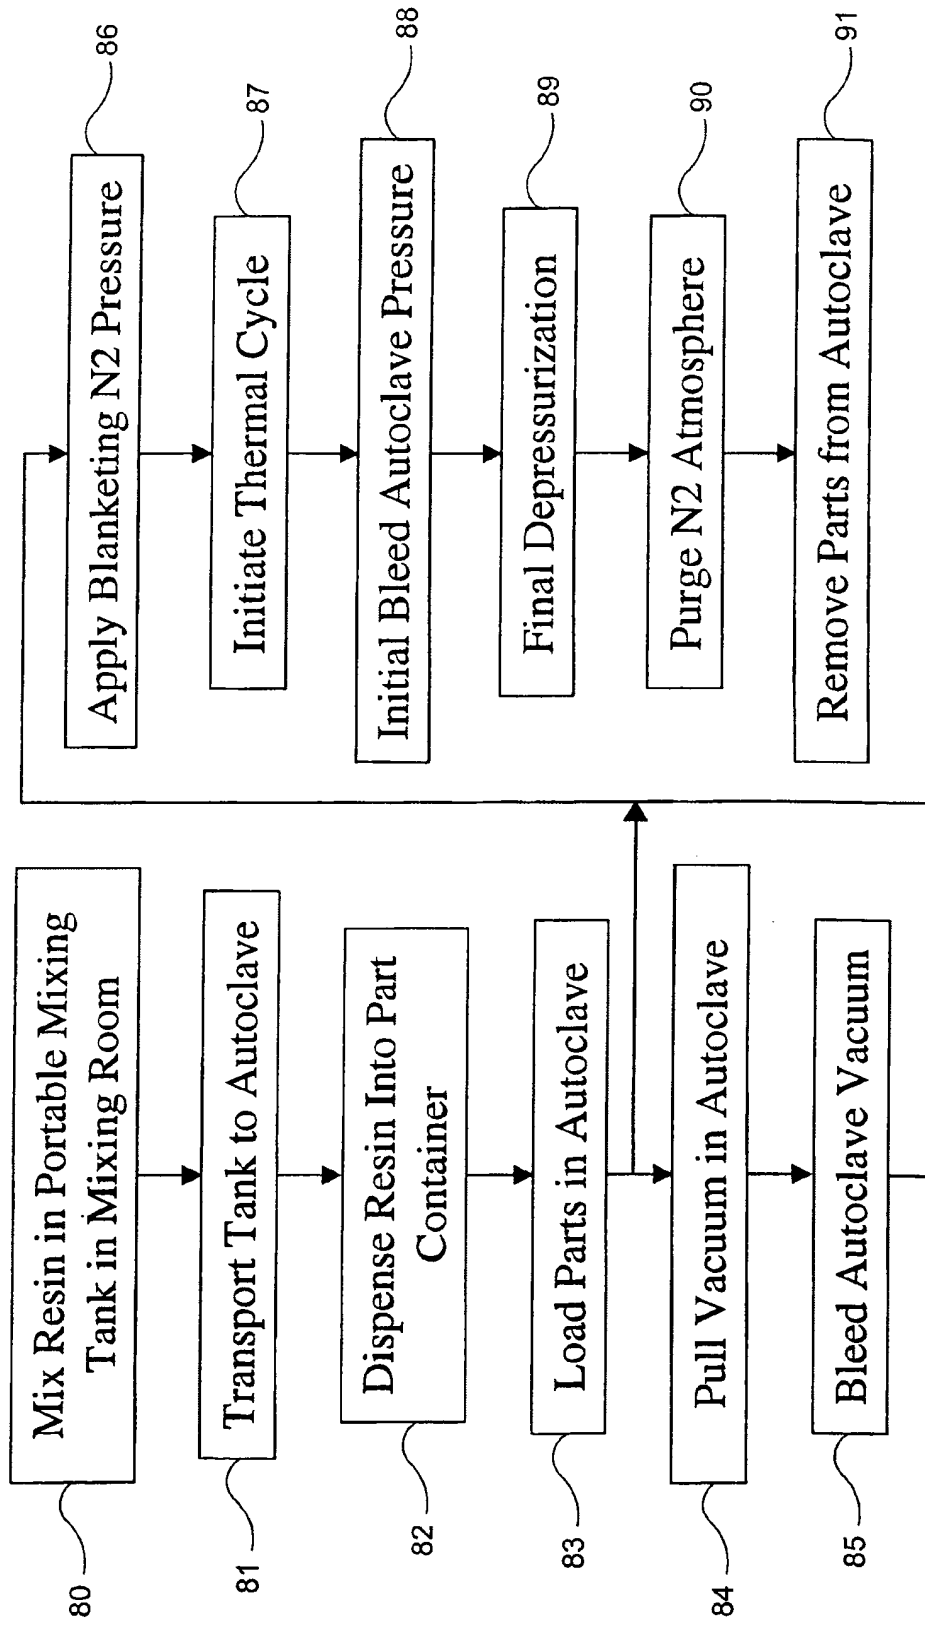 80
Mix Resin in Portable Mixing
Tank in Mixing Room
81
Transport Tank to Autoclave
82
Dispense Resin Into Part
Container
83
Load Parts in Autoclave
84
Pull Vacuum in Autoclave
85
Bleed Autoclave Vacuum
86
Apply Blanketing N2 Pressure
87
Initiate Thermal Cycle
88
Initial Bleed Autoclave Pressure
89
Final Depressurization
90
Purge N2 Atmosphere
91
Remove Parts from Autoclave